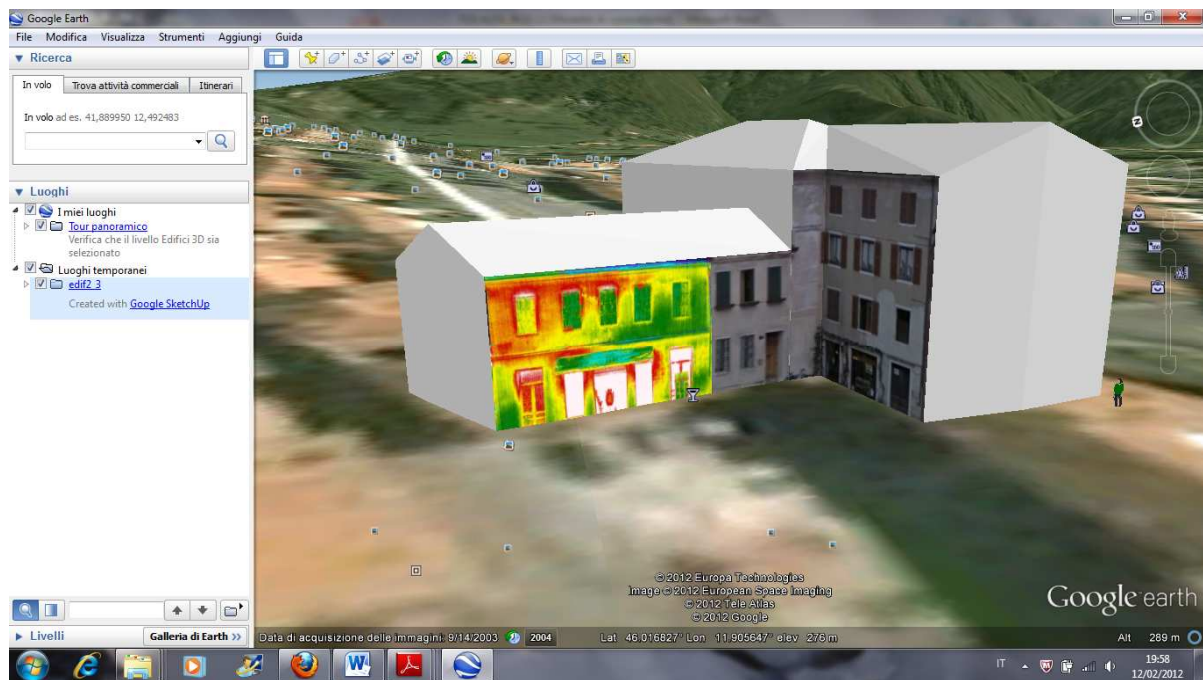 Google Earth
File Modifica Visualizza Strumenti Aggiungi Guida
Ricerca
In volo Trova attività commerciali Itinerari
In volo ad es. 41,889950 12,492483
Luoghi
I miei luoghi
Tour panoramico
Verifica che il livello Edifici 3D sia
selezionato
Luoghi temporanei
edif2_3
Created with Google SketchUp
Livelli
Galleria di Earth >>
© 2012 Europa Technologies
Image © 2012 European Space Imaging
© 2012 Tele Atlas
© 2012 Google
Google earth
Data di acquisizione delle immagini: 9/14/2003 2004 Lat 46.016827° Lon 11.905647° elev 276 m Alt 289 m
IT 19:58
12/02/2012